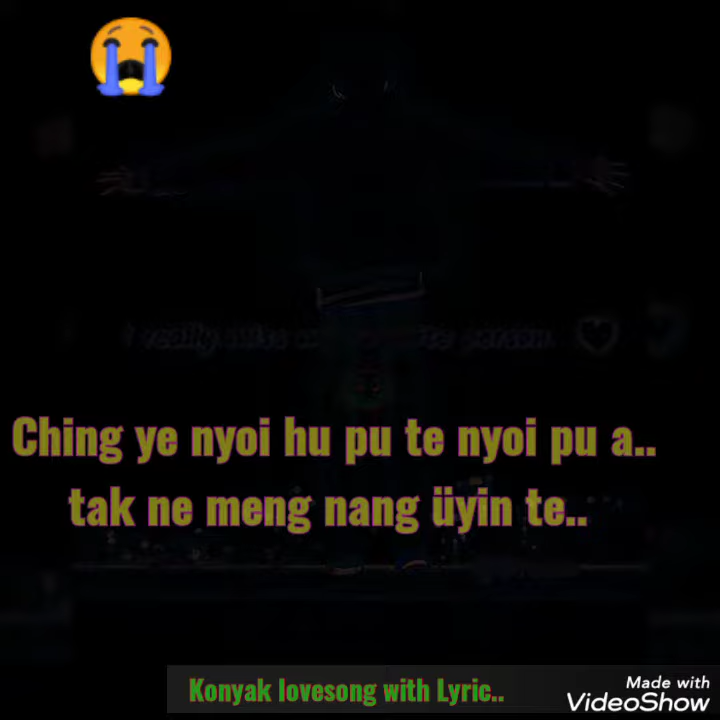 Ching ye nyoi hu pu te nyoi pu a..
tak ne meng nang üyin te..
Konyak lovesong with Lyric..
Made with
VideoShow